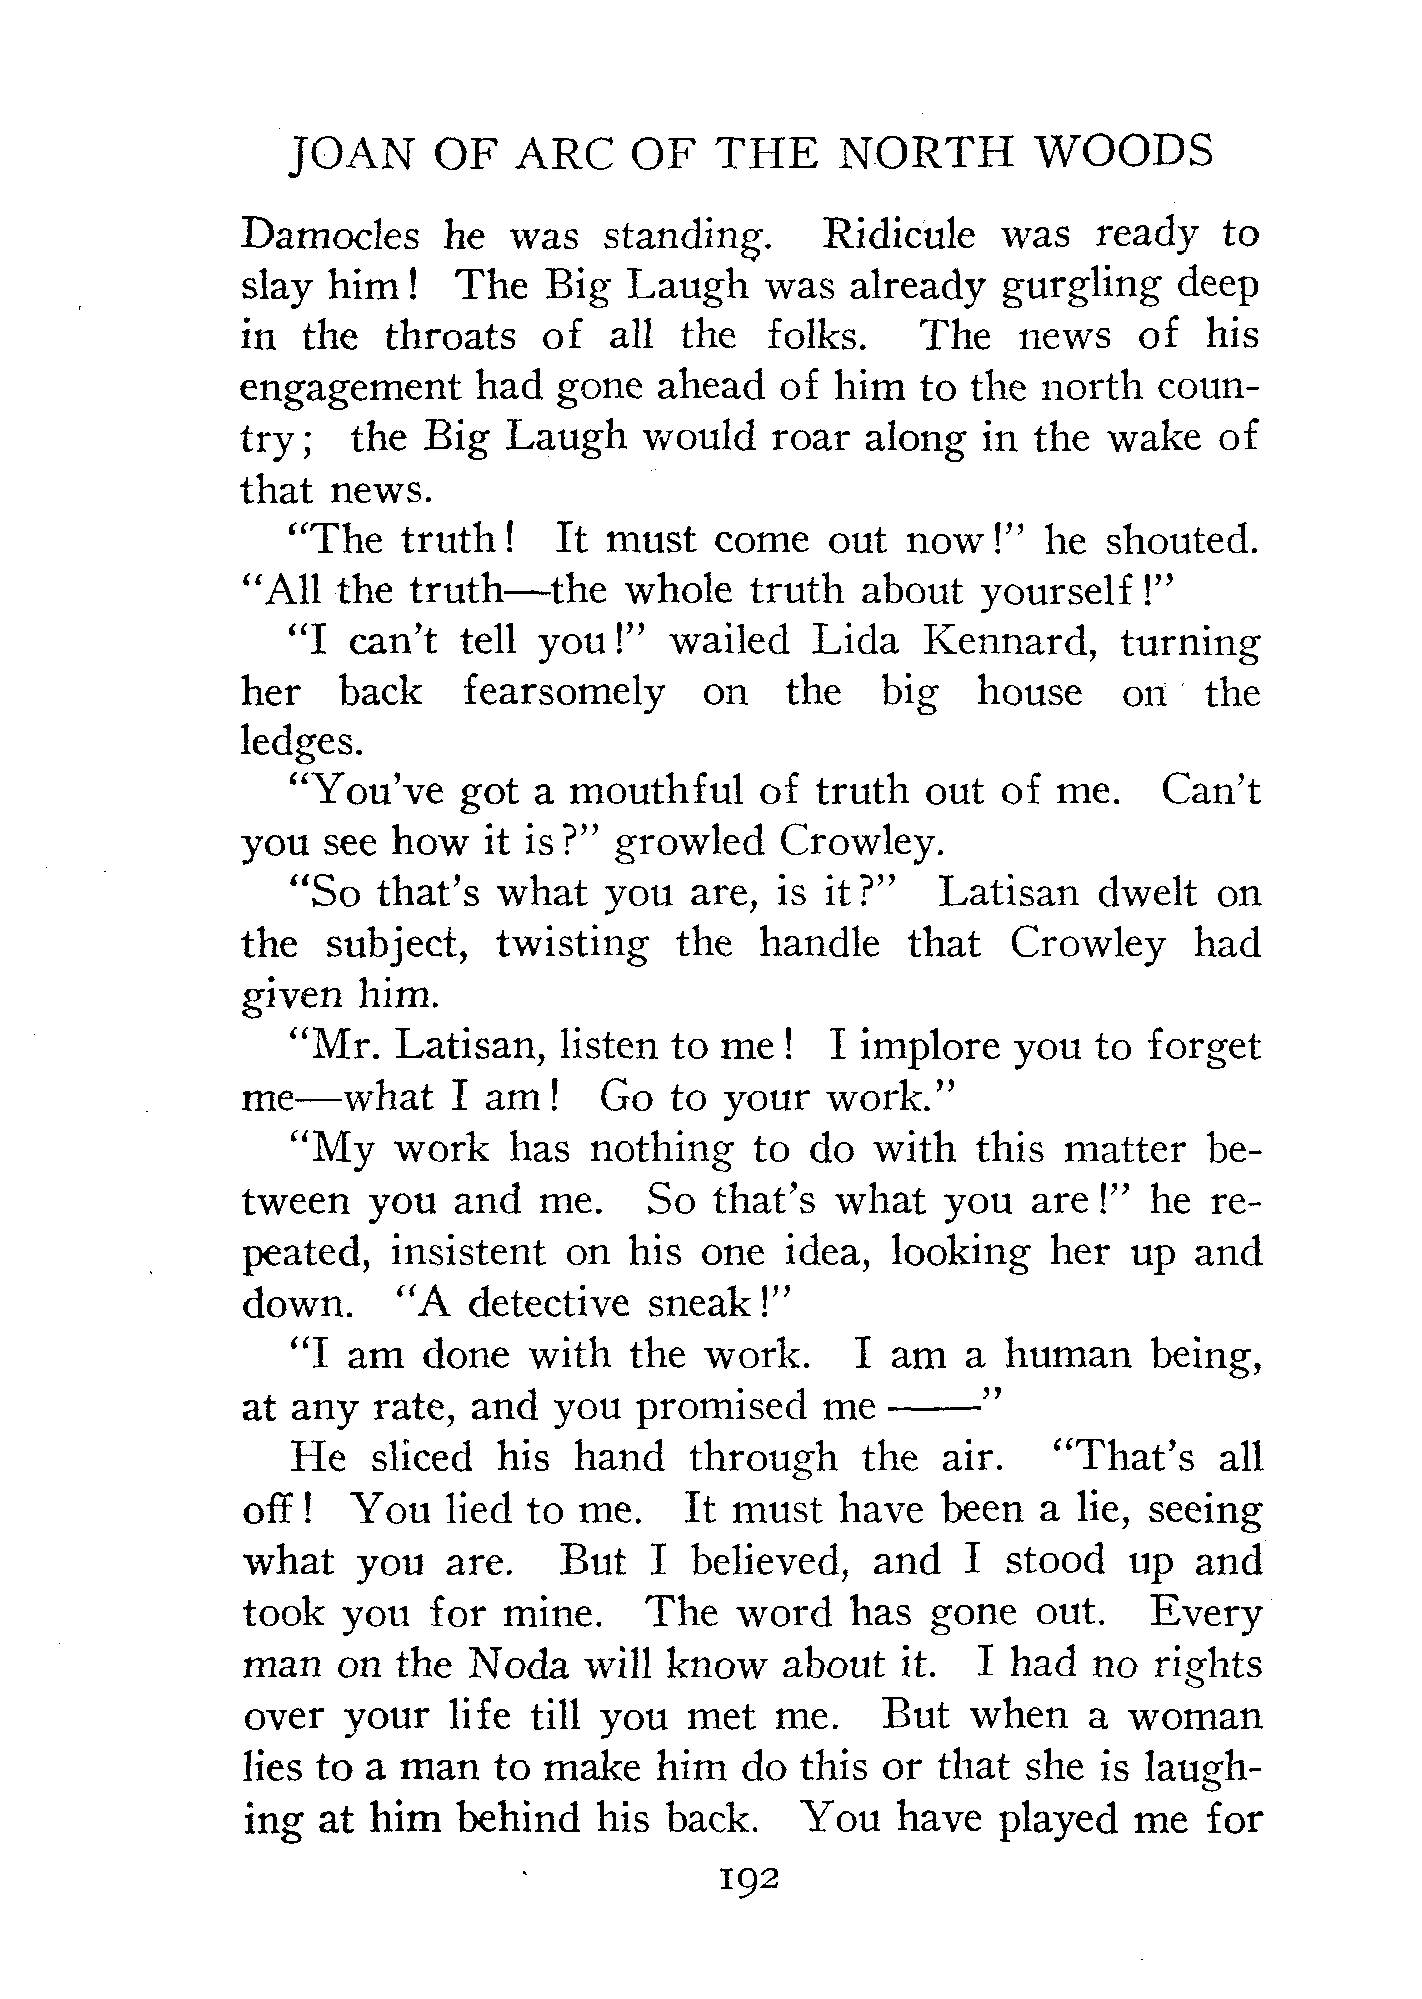 JOAN OF ARC OF THE NORTH WOODS
Damocles he was standing. Ridicule was ready to
slay him! The Big Laugh was already gurgling deep
in the throats of all the folks. The news of his
engagement had gone ahead of him to the north coun-
try; the Big Laugh would roar along in the wake of
that news.
"The truth! It must come out now!" he shouted.
"All the truth—the whole truth about yourself!"
"I can't tell you!" wailed Lida Kennard, turning
her back fearsomely on the big house on the
ledges.
"You've got a mouthful of truth out of me. Can't
you see how it is?" growled Crowley.
"So that's what you are, is it?" Latisan dwelt on
the subject, twisting the handle that Crowley had
given him.
"Mr. Latisan, listen to me! I implore you to forget
me—what I am! Go to your work."
"My work has nothing to do with this matter be-
tween you and me. So that's what you are!" he re-
peated, insistent on his one idea, looking her up and
down. "A detective sneak!"
"I am done with the work. I am a human being,
at any rate, and you promised me ——"
He sliced his hand through the air. "That's all
off! You lied to me. It must have been a lie, seeing
what you are. But I believed, and I stood up and
took you for mine. The word has gone out. Every
man on the Noda will know about it. I had no rights
over your life till you met me. But when a woman
lies to a man to make him do this or that she is laugh-
ing at him behind his back. You have played me for
192